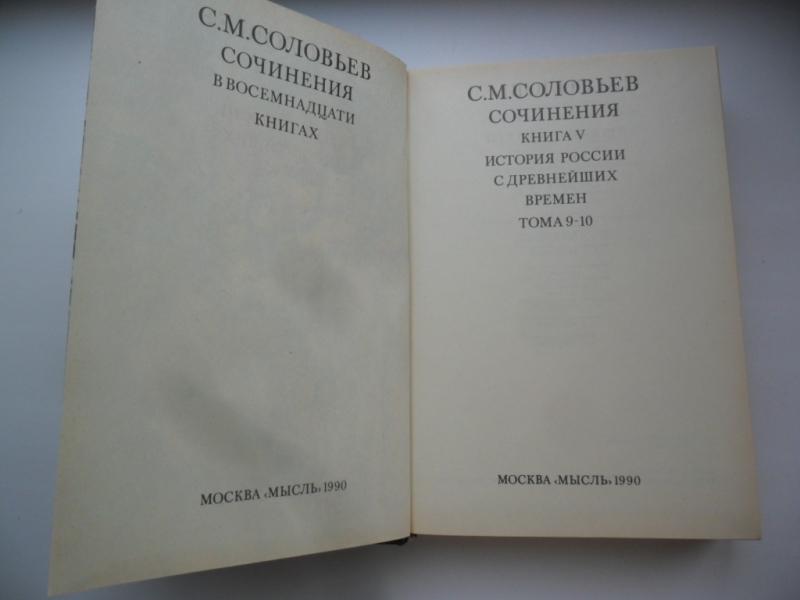 С.М.СОЛОВЬЕВ
СОЧИНЕНИЯ
В ВОСЕМНАДЦАТИ
КНИГАХ
МОСКВА «МЫСЛЬ» 1990
С.М.СОЛОВЬЕВ
СОЧИНЕНИЯ
КНИГА V
ИСТОРИЯ РОССИИ
С ДРЕВНЕЙШИХ
ВРЕМЕН
ТОМА 9-10
МОСКВА «МЫСЛЬ» 1990